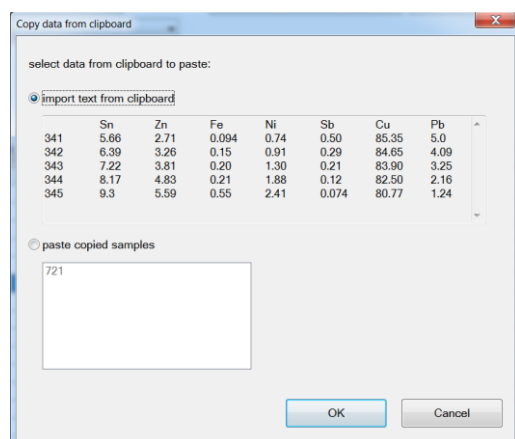 Copy data from clipboard
select data from clipboard to paste:
import text from clipboard
Sn Zn Fe Ni Sb Cu Pb
341 5.66 2.71 0.094 0.74 0.50 85.35 5.0
342 6.39 3.26 0.15 0.91 0.29 84.65 4.09
343 7.22 3.81 0.20 1.30 0.21 83.90 3.25
344 8.17 4.83 0.21 1.88 0.12 82.50 2.16
345 9.3 5.59 0.55 2.41 0.074 80.77 1.24
paste copied samples
721
OK Cancel